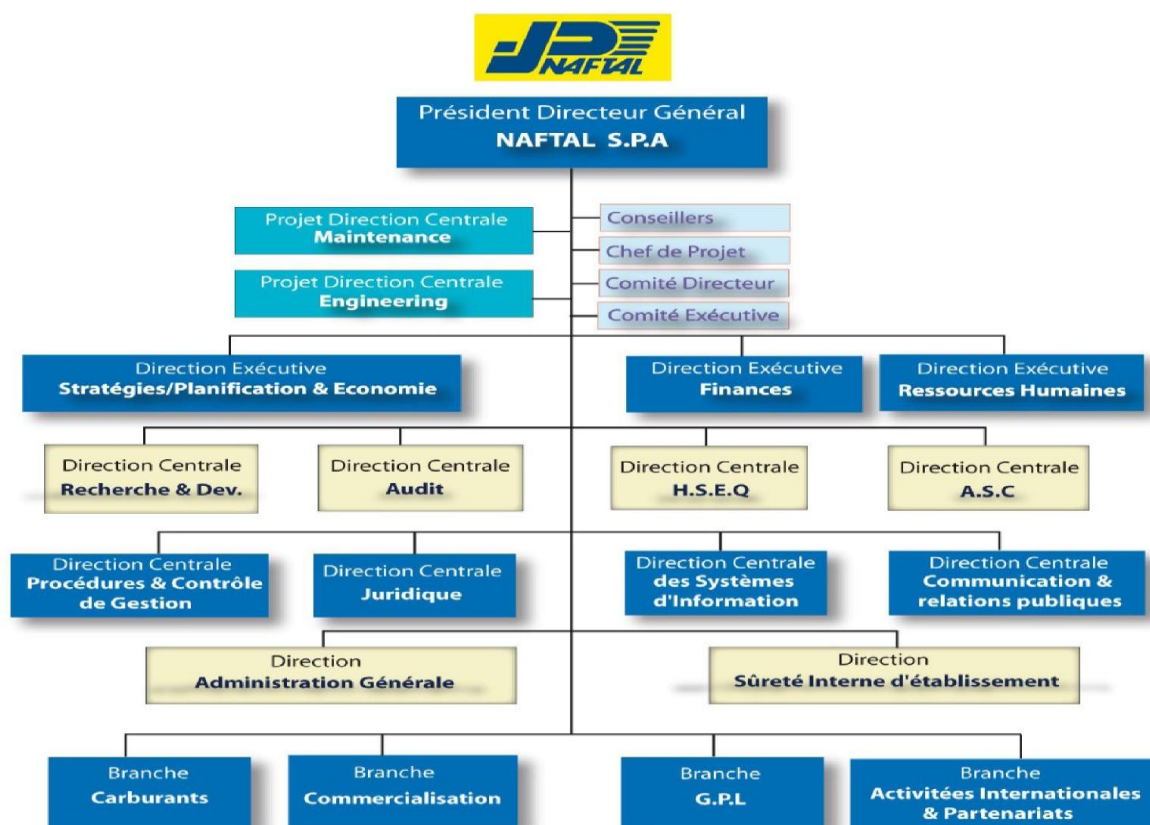 NAFTAL
Président Directeur Général
NAFTAL S.P.A
Projet Direction Centrale
Maintenance
Projet Direction Centrale
Engineering
Conseillers
Chef de Projet
Comité Directeur
Comité Exécutive
Direction Exécutive
Stratégies/Planification & Economie
Direction Exécutive
Finances
Direction Exécutive
Ressources Humaines
Direction Centrale
Recherche & Dev.
Direction Centrale
Audit
Direction Centrale
H.S.E.Q
Direction Centrale
A.S.C
Direction Centrale
Procédures & Contrôle
de Gestion
Direction Centrale
Juridique
Direction Centrale
des Systèmes
d'Information
Direction Centrale
Communication &
relations publiques
Direction
Administration Générale
Direction
Sûreté Interne d'établissement
Branche
Carburants
Branche
Commercialisation
Branche
G.P.L
Branche
Activitées Internationales
& Partenariats